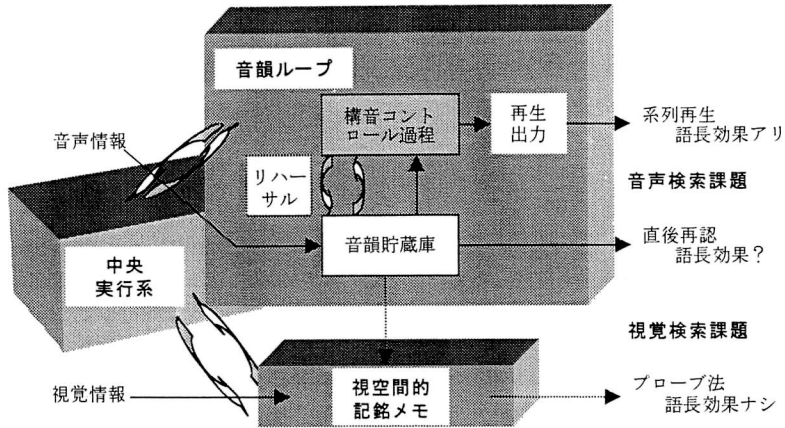 音韻ループ
構音コント
ロール過程
再生
出力
系列再生
語長効果アリ
音声情報
リハー
サル
音声検索課題
音韻貯蔵庫
直後再認
語長効果?
中央
実行系
視覚検索課題
視覚情報
視空間的
記銘メモ
プローブ法
語長効果ナシ